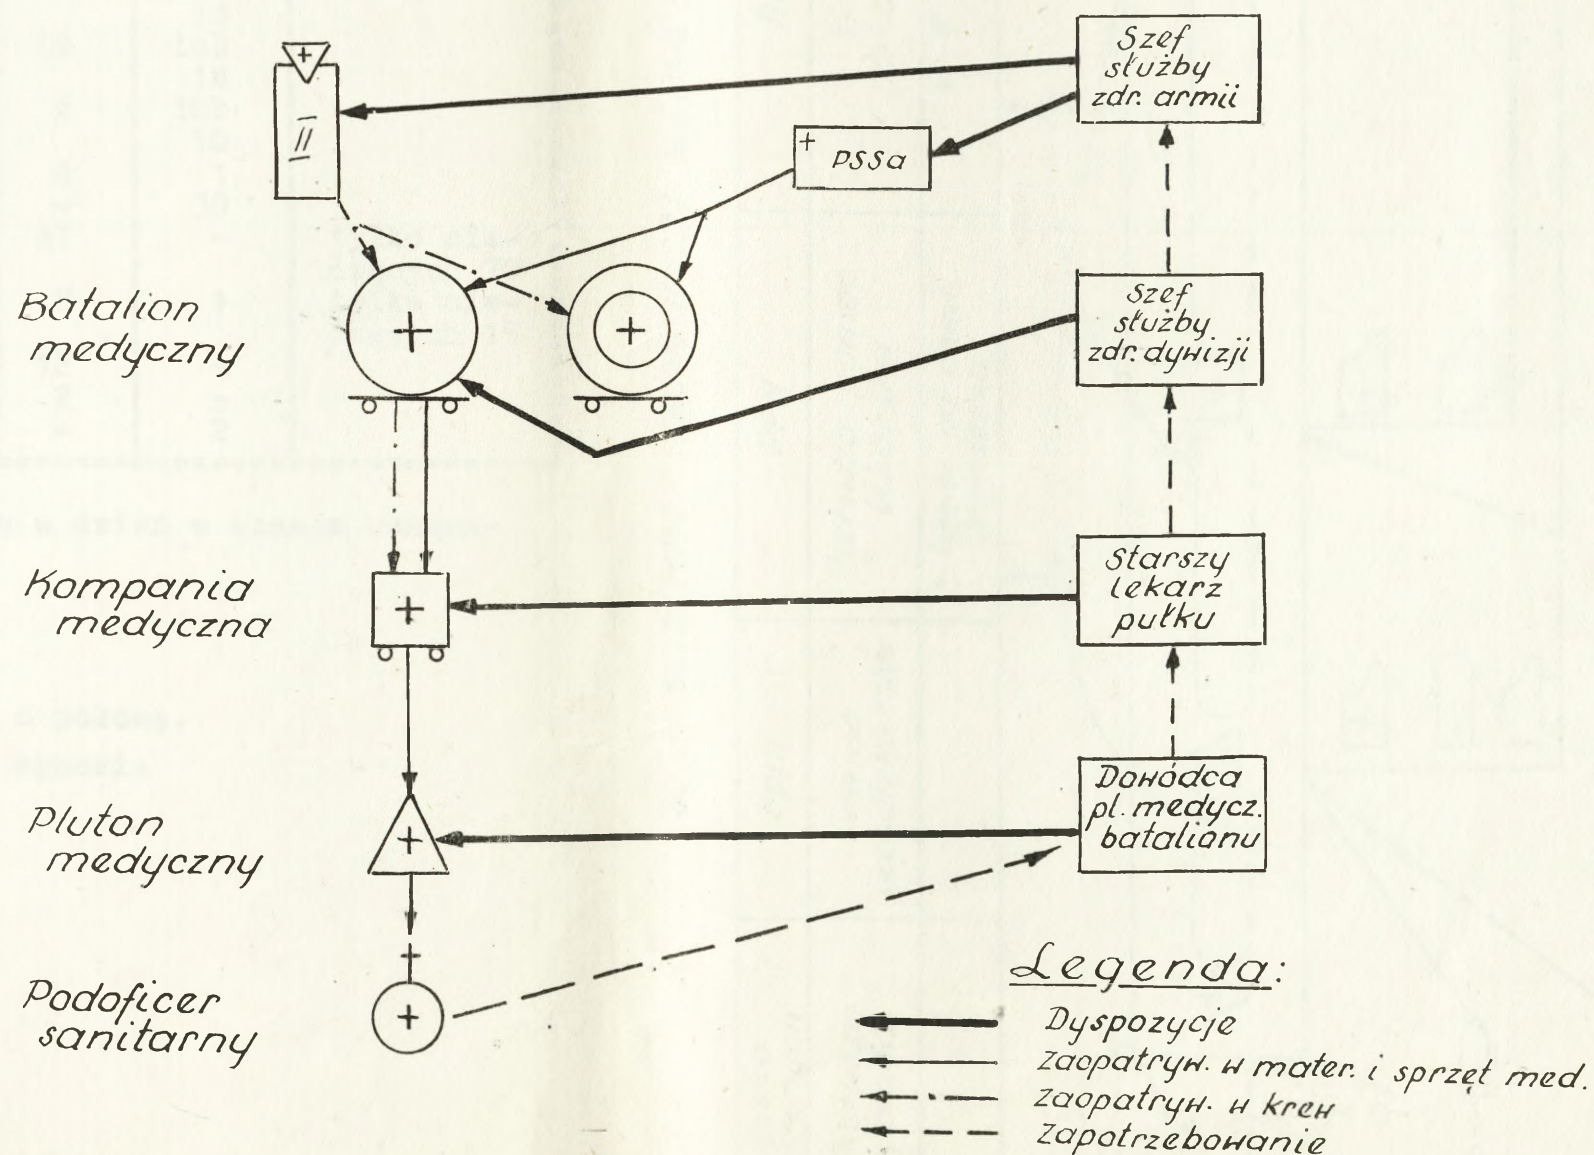 Szef
służby
zdr. armii
II
+ PSSa
Batalion
medyczny
+
+
+
Szef
służby
zdr. dywizji
Kompania
medyczna
+
Starszy
lekarz
pułku
Pluton
medyczny
+
Dowódca
pl. medycz.
batalionu
Podoficer
sanitarny
+
Legenda:
Dyspozycje
Zaopatryw. w mater. i sprzęt med.
Zaopatryw. w krew
Zapotrzebowanie